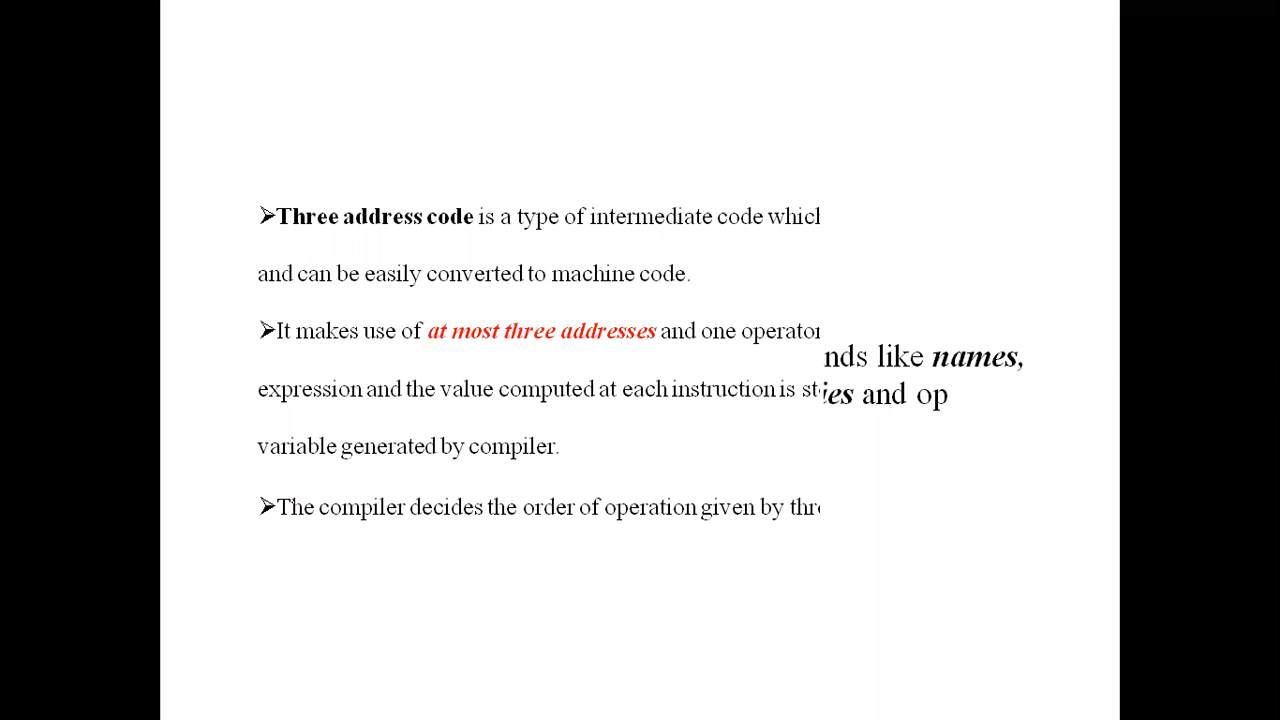 ➢Three address code is a type of intermediate code which
and can be easily converted to machine code.
➢It makes use of at most three addresses and one operator
expression and the value computed at each instruction is
variable generated by compiler.
➢The compiler decides the order of operation given by
nds like names,
ies and op